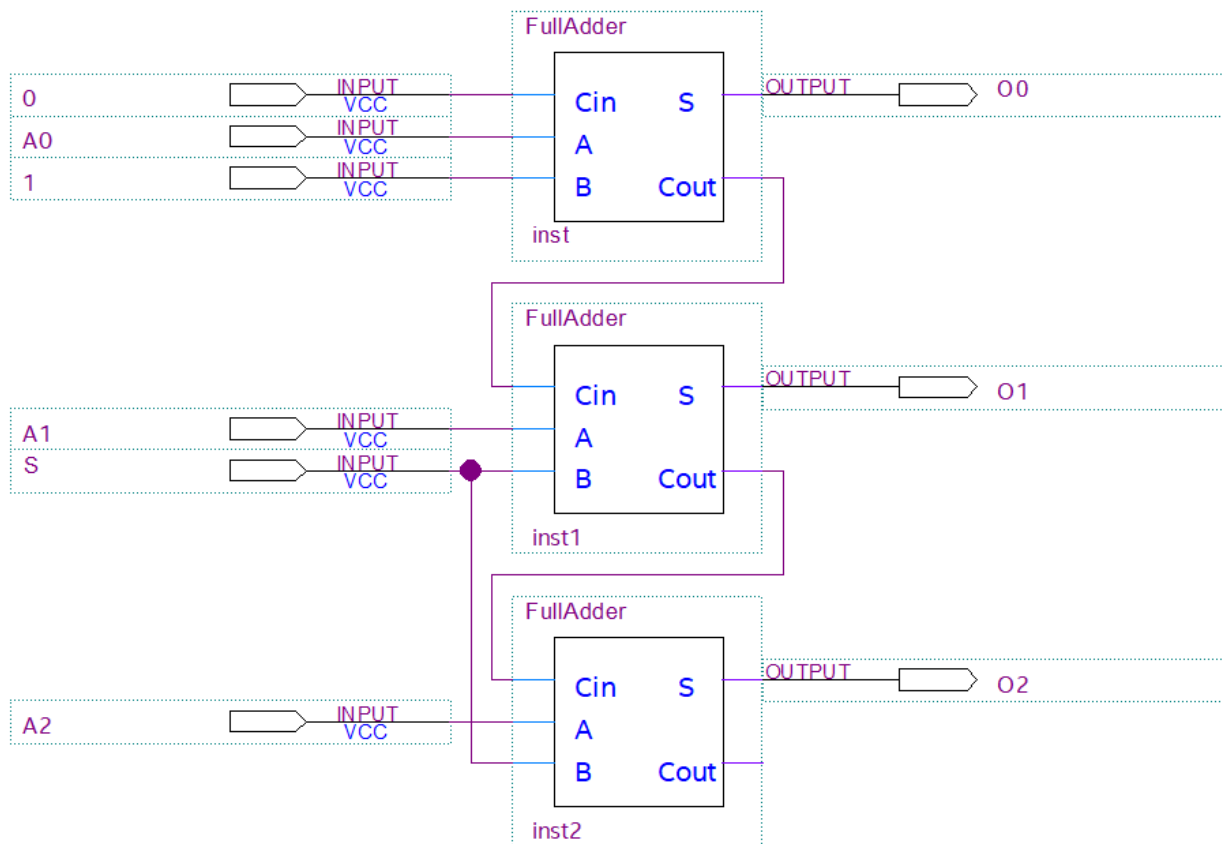 FullAdder
0 INPUT VCC Cin S OUTPUT O0
A0 INPUT VCC A
1 INPUT VCC B Cout
inst
FullAdder
Cin S OUTPUT O1
A1 INPUT VCC A
S INPUT VCC B Cout
inst1
FullAdder
Cin S OUTPUT O2
A2 INPUT VCC A
B Cout
inst2